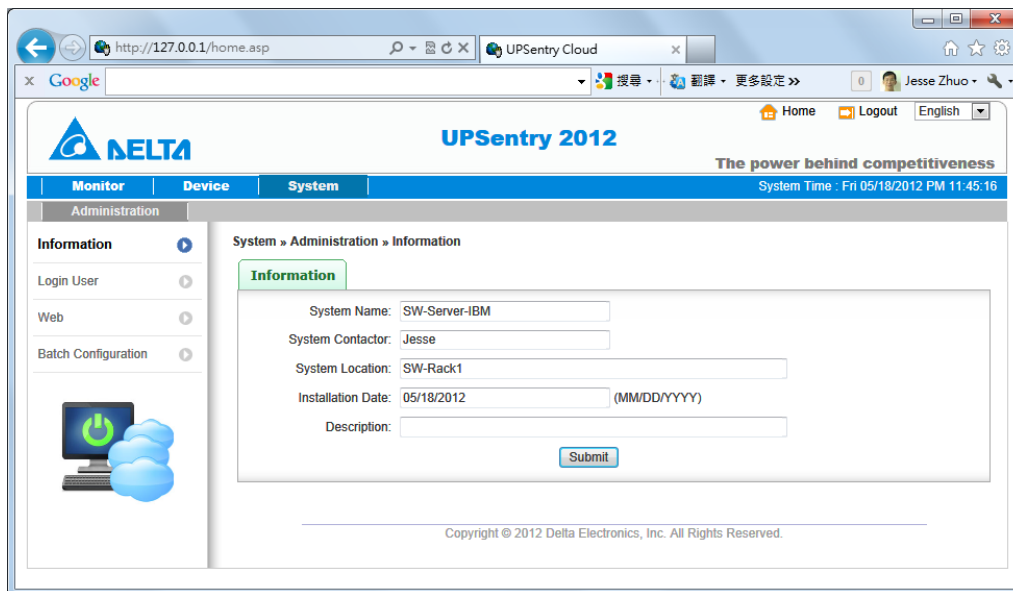 http://127.0.0.1/home.asp
UPSentry Cloud
Google 搜尋 翻譯 更多設定 » 0 Jesse Zhuo
Home Logout English
DELTA
UPSentry 2012
The power behind competitiveness
Monitor Device System System Time : Fri 05/18/2012 PM 11:45:16
Administration
Information
Login User
Web
Batch Configuration
System » Administration » Information
Information
System Name: SW-Server-IBM
System Contactor: Jesse
System Location: SW-Rack1
Installation Date: 05/18/2012 (MM/DD/YYYY)
Description:
Submit
Copyright © 2012 Delta Electronics, Inc. All Rights Reserved.